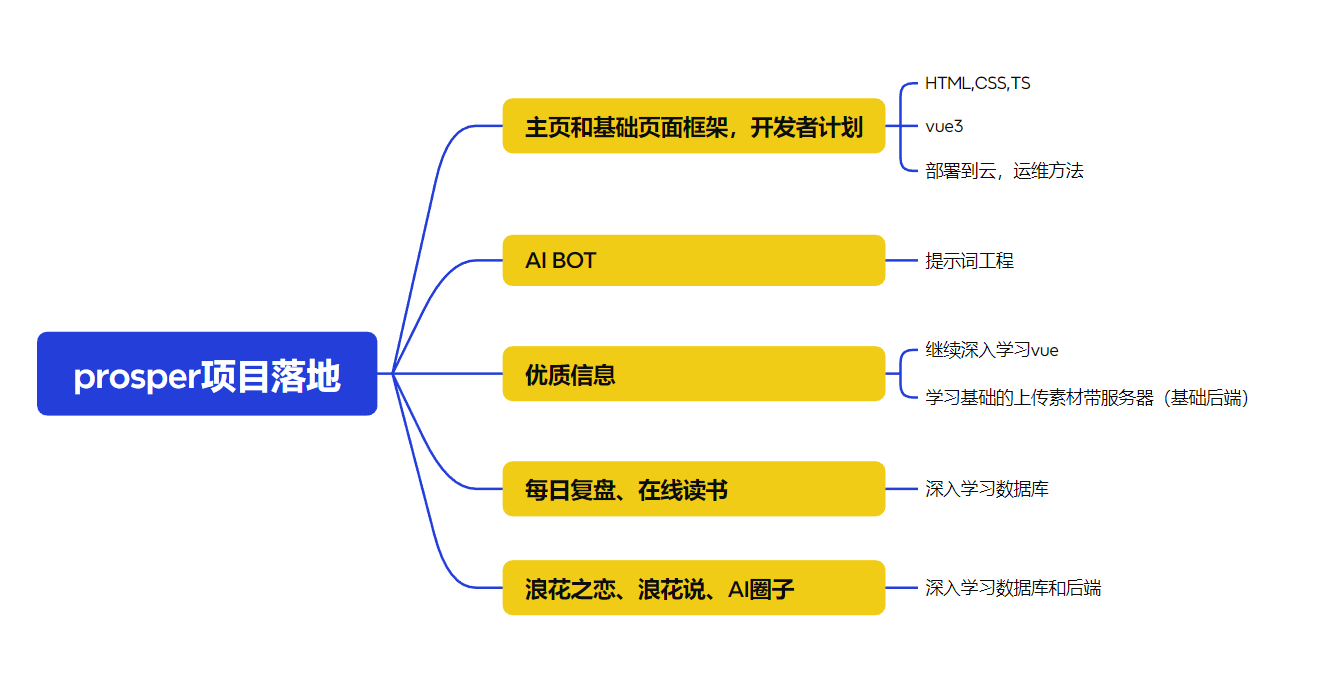 prosper项目落地
主页和基础页面框架，开发者计划
HTML,CSS,TS
vue3
部署到云，运维方法
AI BOT
提示词工程
优质信息
继续深入学习vue
学习基础的上传素材带服务器（基础后端）
每日复盘、在线读书
深入学习数据库
浪花之恋、浪花说、AI圈子
深入学习数据库和后端